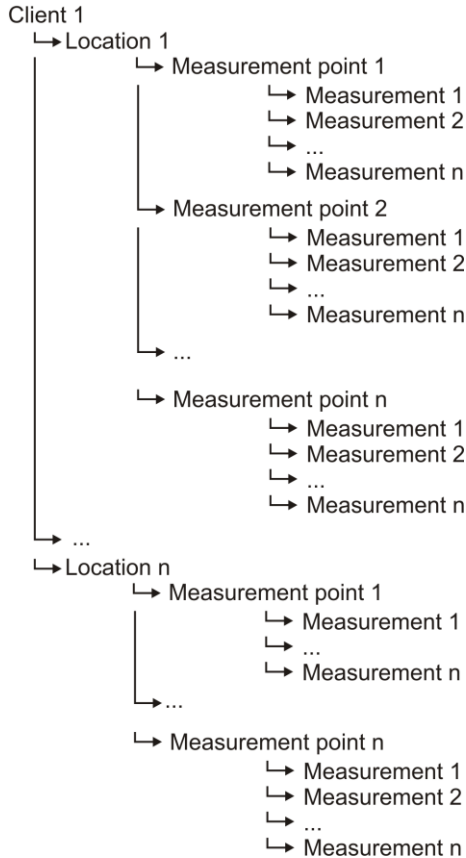 Client 1
Location 1
Measurement point 1
Measurement 1
Measurement 2
...
Measurement n
Measurement point 2
Measurement 1
Measurement 2
...
Measurement n
...
Measurement point n
Measurement 1
Measurement 2
...
Measurement n
...
Location n
Measurement point 1
Measurement 1
...
Measurement n
...
Measurement point n
Measurement 1
Measurement 2
...
Measurement n